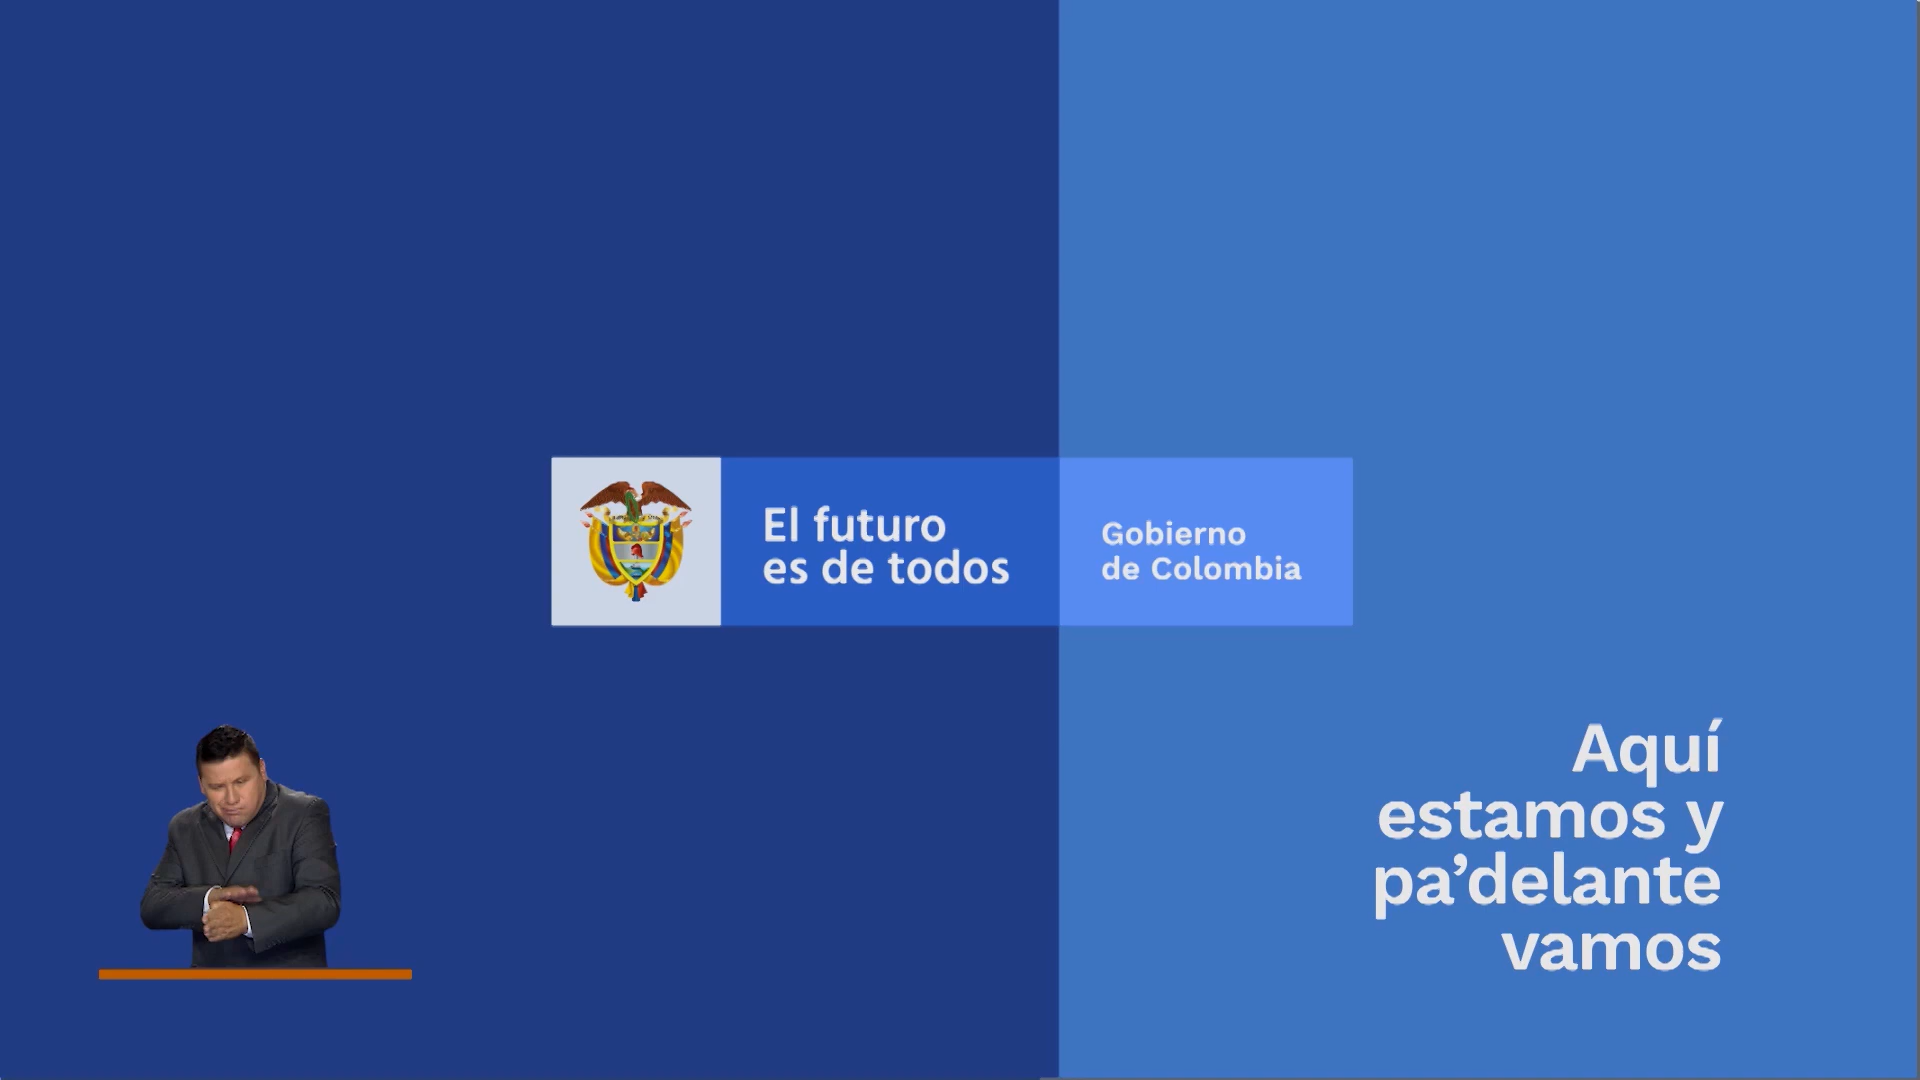 El futuro
es de todos
Gobierno
de Colombia
Aquí
estamos y
pa’delante
vamos